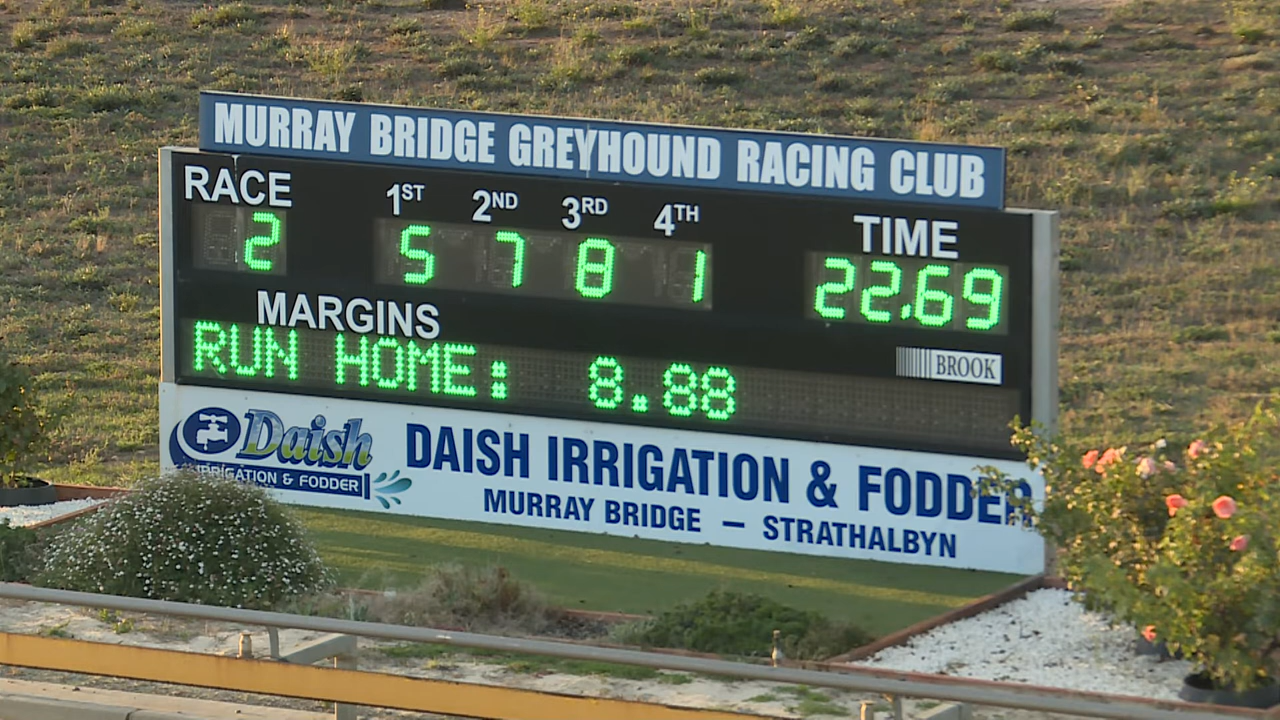 MURRAY BRIDGE GREYHOUND RACING CLUB
RACE 1ST 2ND 3RD 4TH TIME
2 5 7 8 1 22.69
MARGINS
RUN HOME: 8.88
BROOK
Daish
IRRIGATION & FODDER
DAISH IRRIGATION & FODDER
MURRAY BRIDGE – STRATHALBYN